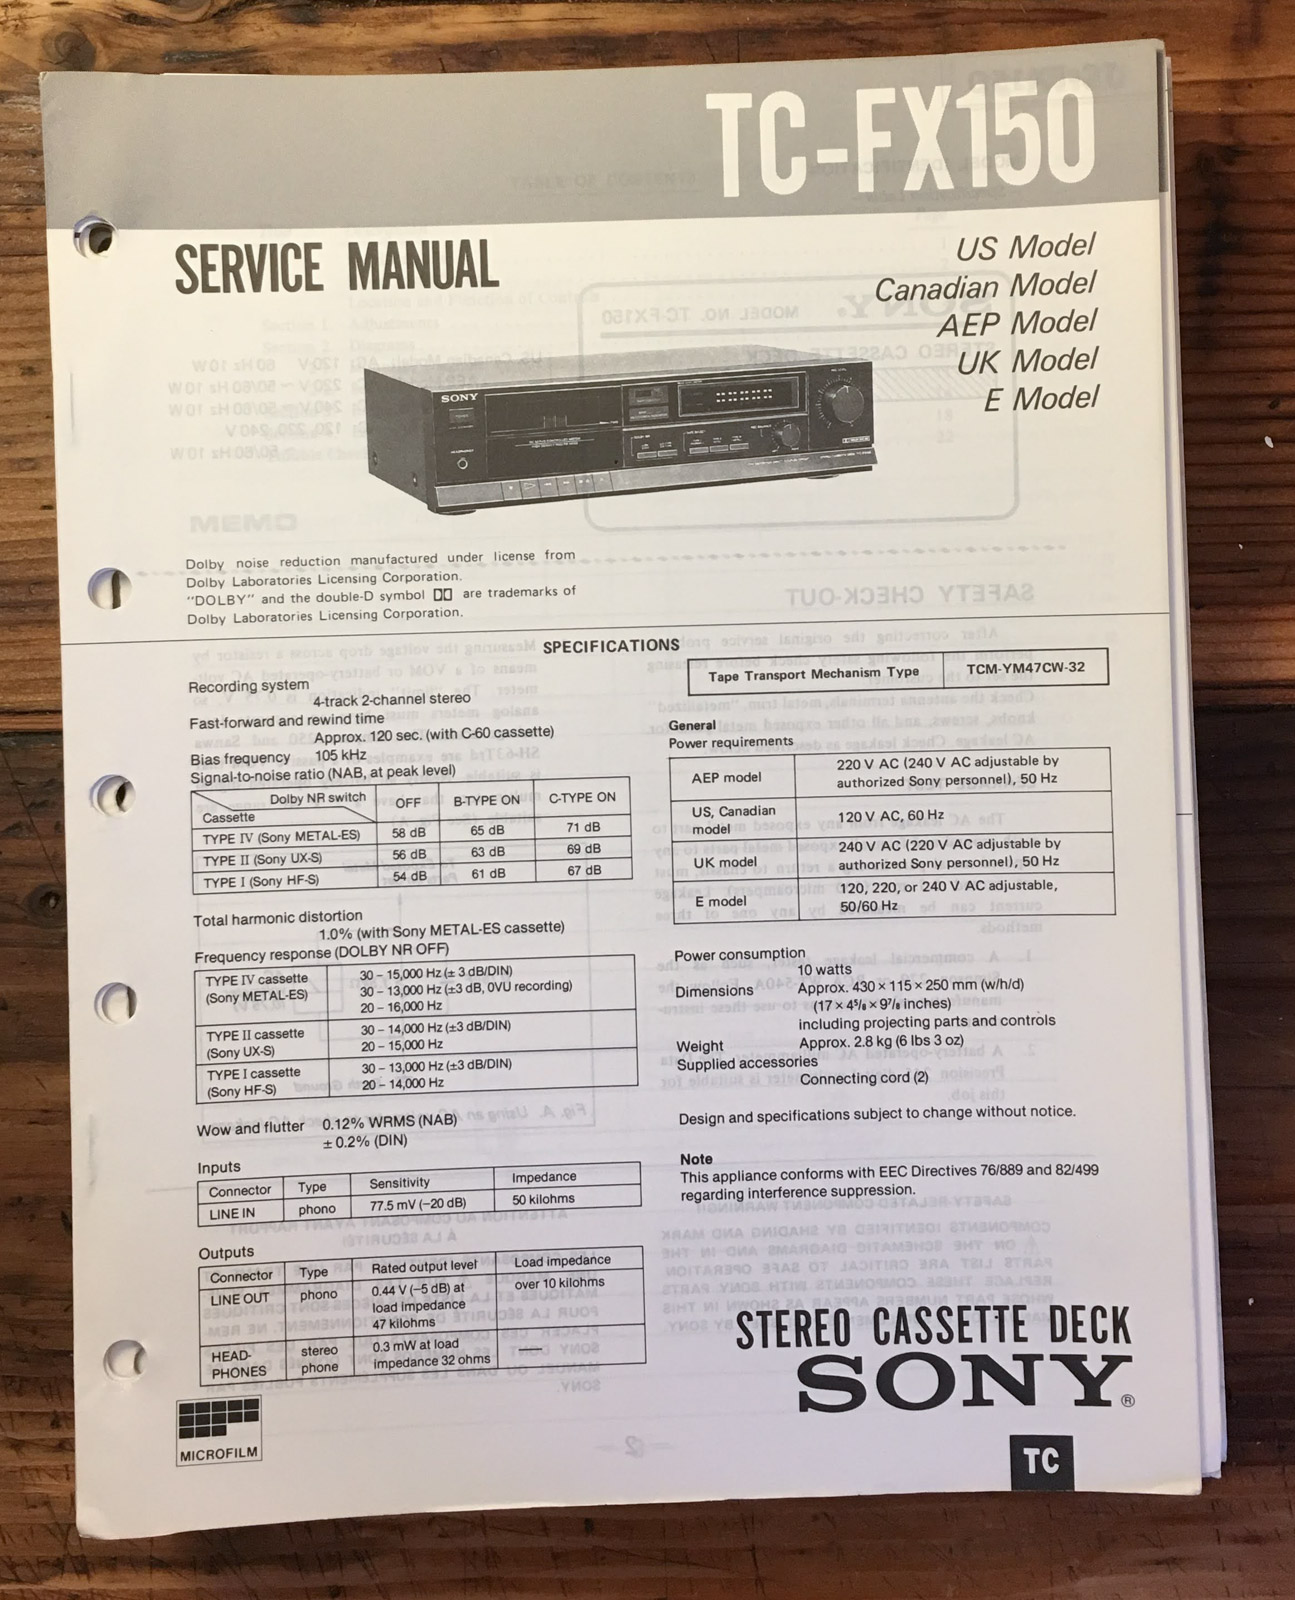 TC-FX150
SERVICE MANUAL
US Model
Canadian Model
AEP Model
UK Model
E Model
SONY
Dolby noise reduction manufactured under license from
Dolby Laboratories Licensing Corporation.
"DOLBY" and the double-D symbol are trademarks of
Dolby Laboratories Licensing Corporation.
SPECIFICATIONS
Recording system
4-track 2-channel stereo
Fast-forward and rewind time
Approx. 120 sec. (with C-60 cassette)
Bias frequency 105 kHz
Signal-to-noise ratio (NAB, at peak level)
Dolby NR switch
Cassette
OFF B-TYPE ON C-TYPE ON
TYPE IV (Sony METAL-ES) 58 dB 65 dB 71 dB
TYPE II (Sony UX-S) 56 dB 63 dB 69 dB
TYPE I (Sony HF-S) 54 dB 61 dB 67 dB
Total harmonic distortion
1.0% (with Sony METAL-ES cassette)
Frequency response (DOLBY NR OFF)
TYPE IV cassette
(Sony METAL-ES)
30 – 15,000 Hz (± 3 dB/DIN)
30 – 13,000 Hz (±3 dB, 0VU recording)
20 – 16,000 Hz
TYPE II cassette
(Sony UX-S)
30 – 14,000 Hz (±3 dB/DIN)
20 – 15,000 Hz
TYPE I cassette
(Sony HF-S)
30 – 13,000 Hz (±3 dB/DIN)
20 – 14,000 Hz
Wow and flutter 0.12% WRMS (NAB)
± 0.2% (DIN)
Inputs
Connector Type Sensitivity Impedance
LINE IN phono 77.5 mV (–20 dB) 50 kilohms
Outputs
Connector Type Rated output level Load impedance
LINE OUT phono 0.44 V (–5 dB) at
load impedance
47 kilohms
over 10 kilohms
HEAD-
PHONES
stereo
phone
0.3 mW at load
impedance 32 ohms
—
MICROFILM
Tape Transport Mechanism Type TCM-YM47CW-32
General
Power requirements
AEP model
220 V AC (240 V AC adjustable by
authorized Sony personnel), 50 Hz
US, Canadian
model
120 V AC, 60 Hz
UK model
240 V AC (220 V AC adjustable by
authorized Sony personnel), 50 Hz
E model
120, 220, or 240 V AC adjustable,
50/60 Hz
Power consumption
10 watts
Dimensions Approx. 430 × 115 × 250 mm (w/h/d)
(17 × 4⅝ × 9⅞ inches)
including projecting parts and controls
Weight Approx. 2.8 kg (6 lbs 3 oz)
Supplied accessories
Connecting cord (2)
Design and specifications subject to change without notice.
Note
This appliance conforms with EEC Directives 76/889 and 82/499
regarding interference suppression.
STEREO CASSETTE DECK
SONY®
TC